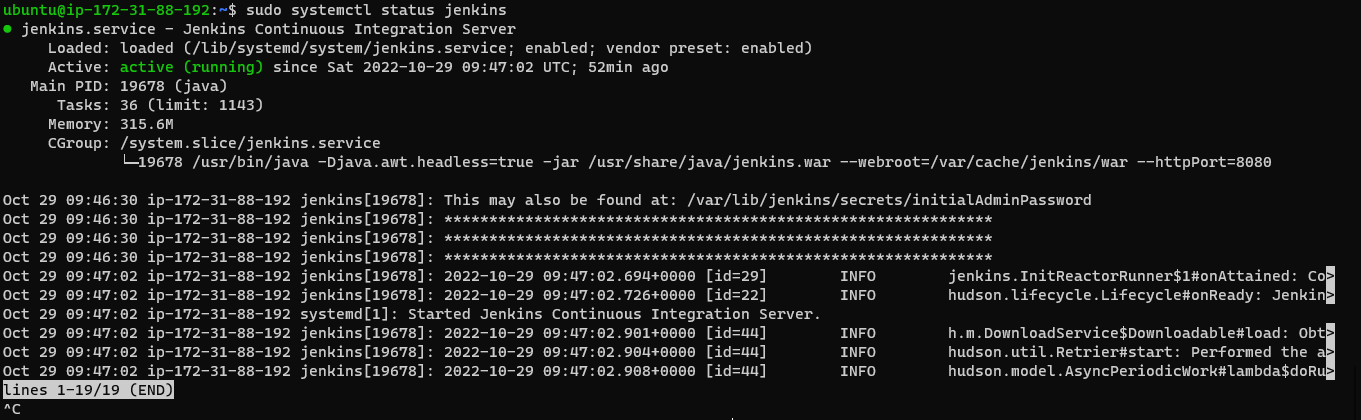 ubuntu@ip-172-31-88-192:~$ sudo systemctl status jenkins
● jenkins.service - Jenkins Continuous Integration Server
     Loaded: loaded (/lib/systemd/system/jenkins.service; enabled; vendor preset: enabled)
     Active: active (running) since Sat 2022-10-29 09:47:02 UTC; 52min ago
   Main PID: 19678 (java)
      Tasks: 36 (limit: 1143)
     Memory: 315.6M
     CGroup: /system.slice/jenkins.service
             └─19678 /usr/bin/java -Djava.awt.headless=true -jar /usr/share/java/jenkins.war --webroot=/var/cache/jenkins/war --httpPort=8080
Oct 29 09:46:30 ip-172-31-88-192 jenkins[19678]: This may also be found at: /var/lib/jenkins/secrets/initialAdminPassword
Oct 29 09:46:30 ip-172-31-88-192 jenkins[19678]: *************************************************************
Oct 29 09:46:30 ip-172-31-88-192 jenkins[19678]: *************************************************************
Oct 29 09:46:30 ip-172-31-88-192 jenkins[19678]: *************************************************************
Oct 29 09:47:02 ip-172-31-88-192 jenkins[19678]: 2022-10-29 09:47:02.694+0000 [id=29]        INFO        jenkins.InitReactorRunner$1#onAttained: Co>
Oct 29 09:47:02 ip-172-31-88-192 jenkins[19678]: 2022-10-29 09:47:02.726+0000 [id=22]        INFO        hudson.lifecycle.Lifecycle#onReady: Jenkin>
Oct 29 09:47:02 ip-172-31-88-192 systemd[1]: Started Jenkins Continuous Integration Server.
Oct 29 09:47:02 ip-172-31-88-192 jenkins[19678]: 2022-10-29 09:47:02.901+0000 [id=44]        INFO        h.m.DownloadService$Downloadable#load: Obt>
Oct 29 09:47:02 ip-172-31-88-192 jenkins[19678]: 2022-10-29 09:47:02.904+0000 [id=44]        INFO        hudson.util.Retrier#start: Performed the a>
Oct 29 09:47:02 ip-172-31-88-192 jenkins[19678]: 2022-10-29 09:47:02.908+0000 [id=44]        INFO        hudson.model.AsyncPeriodicWork#lambda$doRu>
lines 1-19/19 (END)
^C